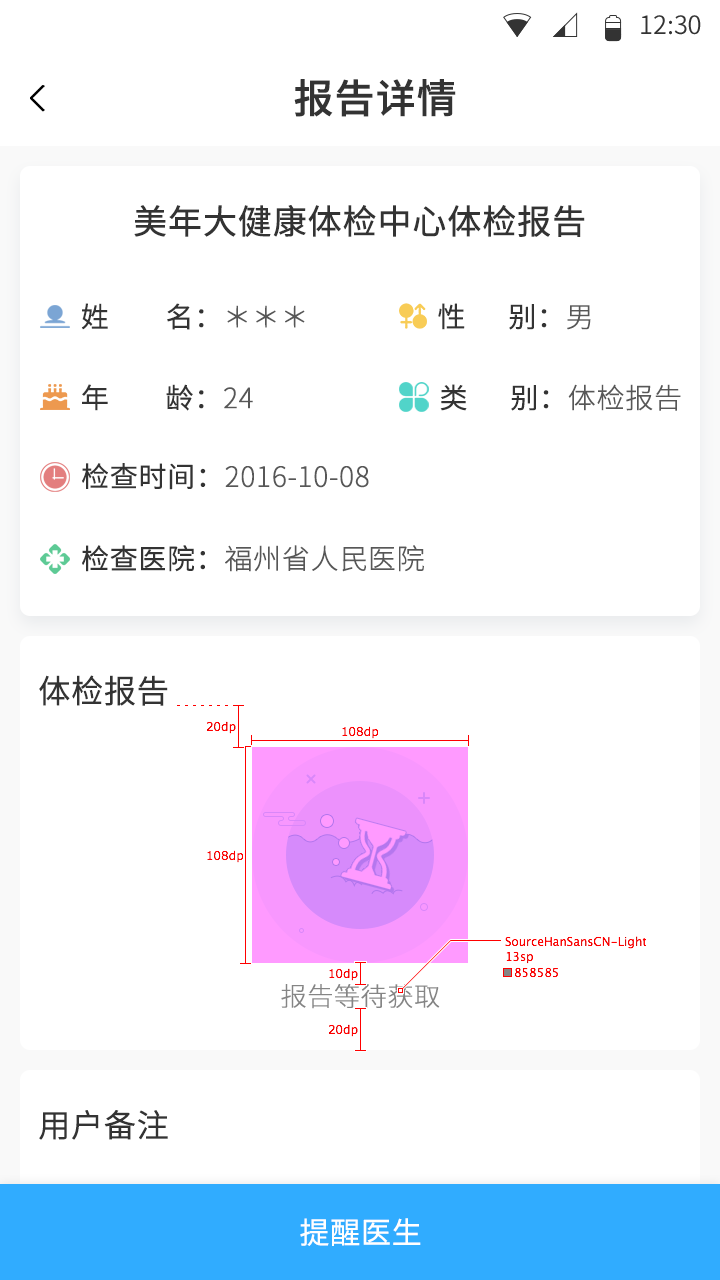 12:30
报告详情
美年大健康体检中心体检报告
姓 名：＊＊＊ 性 别：男
年 龄：24 类 别：体检报告
检查时间：2016-10-08
检查医院：福州省人民医院
体检报告
20dp
108dp
108dp
SourceHanSansCN-Light
13sp
858585
10dp
报告等待获取
20dp
用户备注
提醒医生